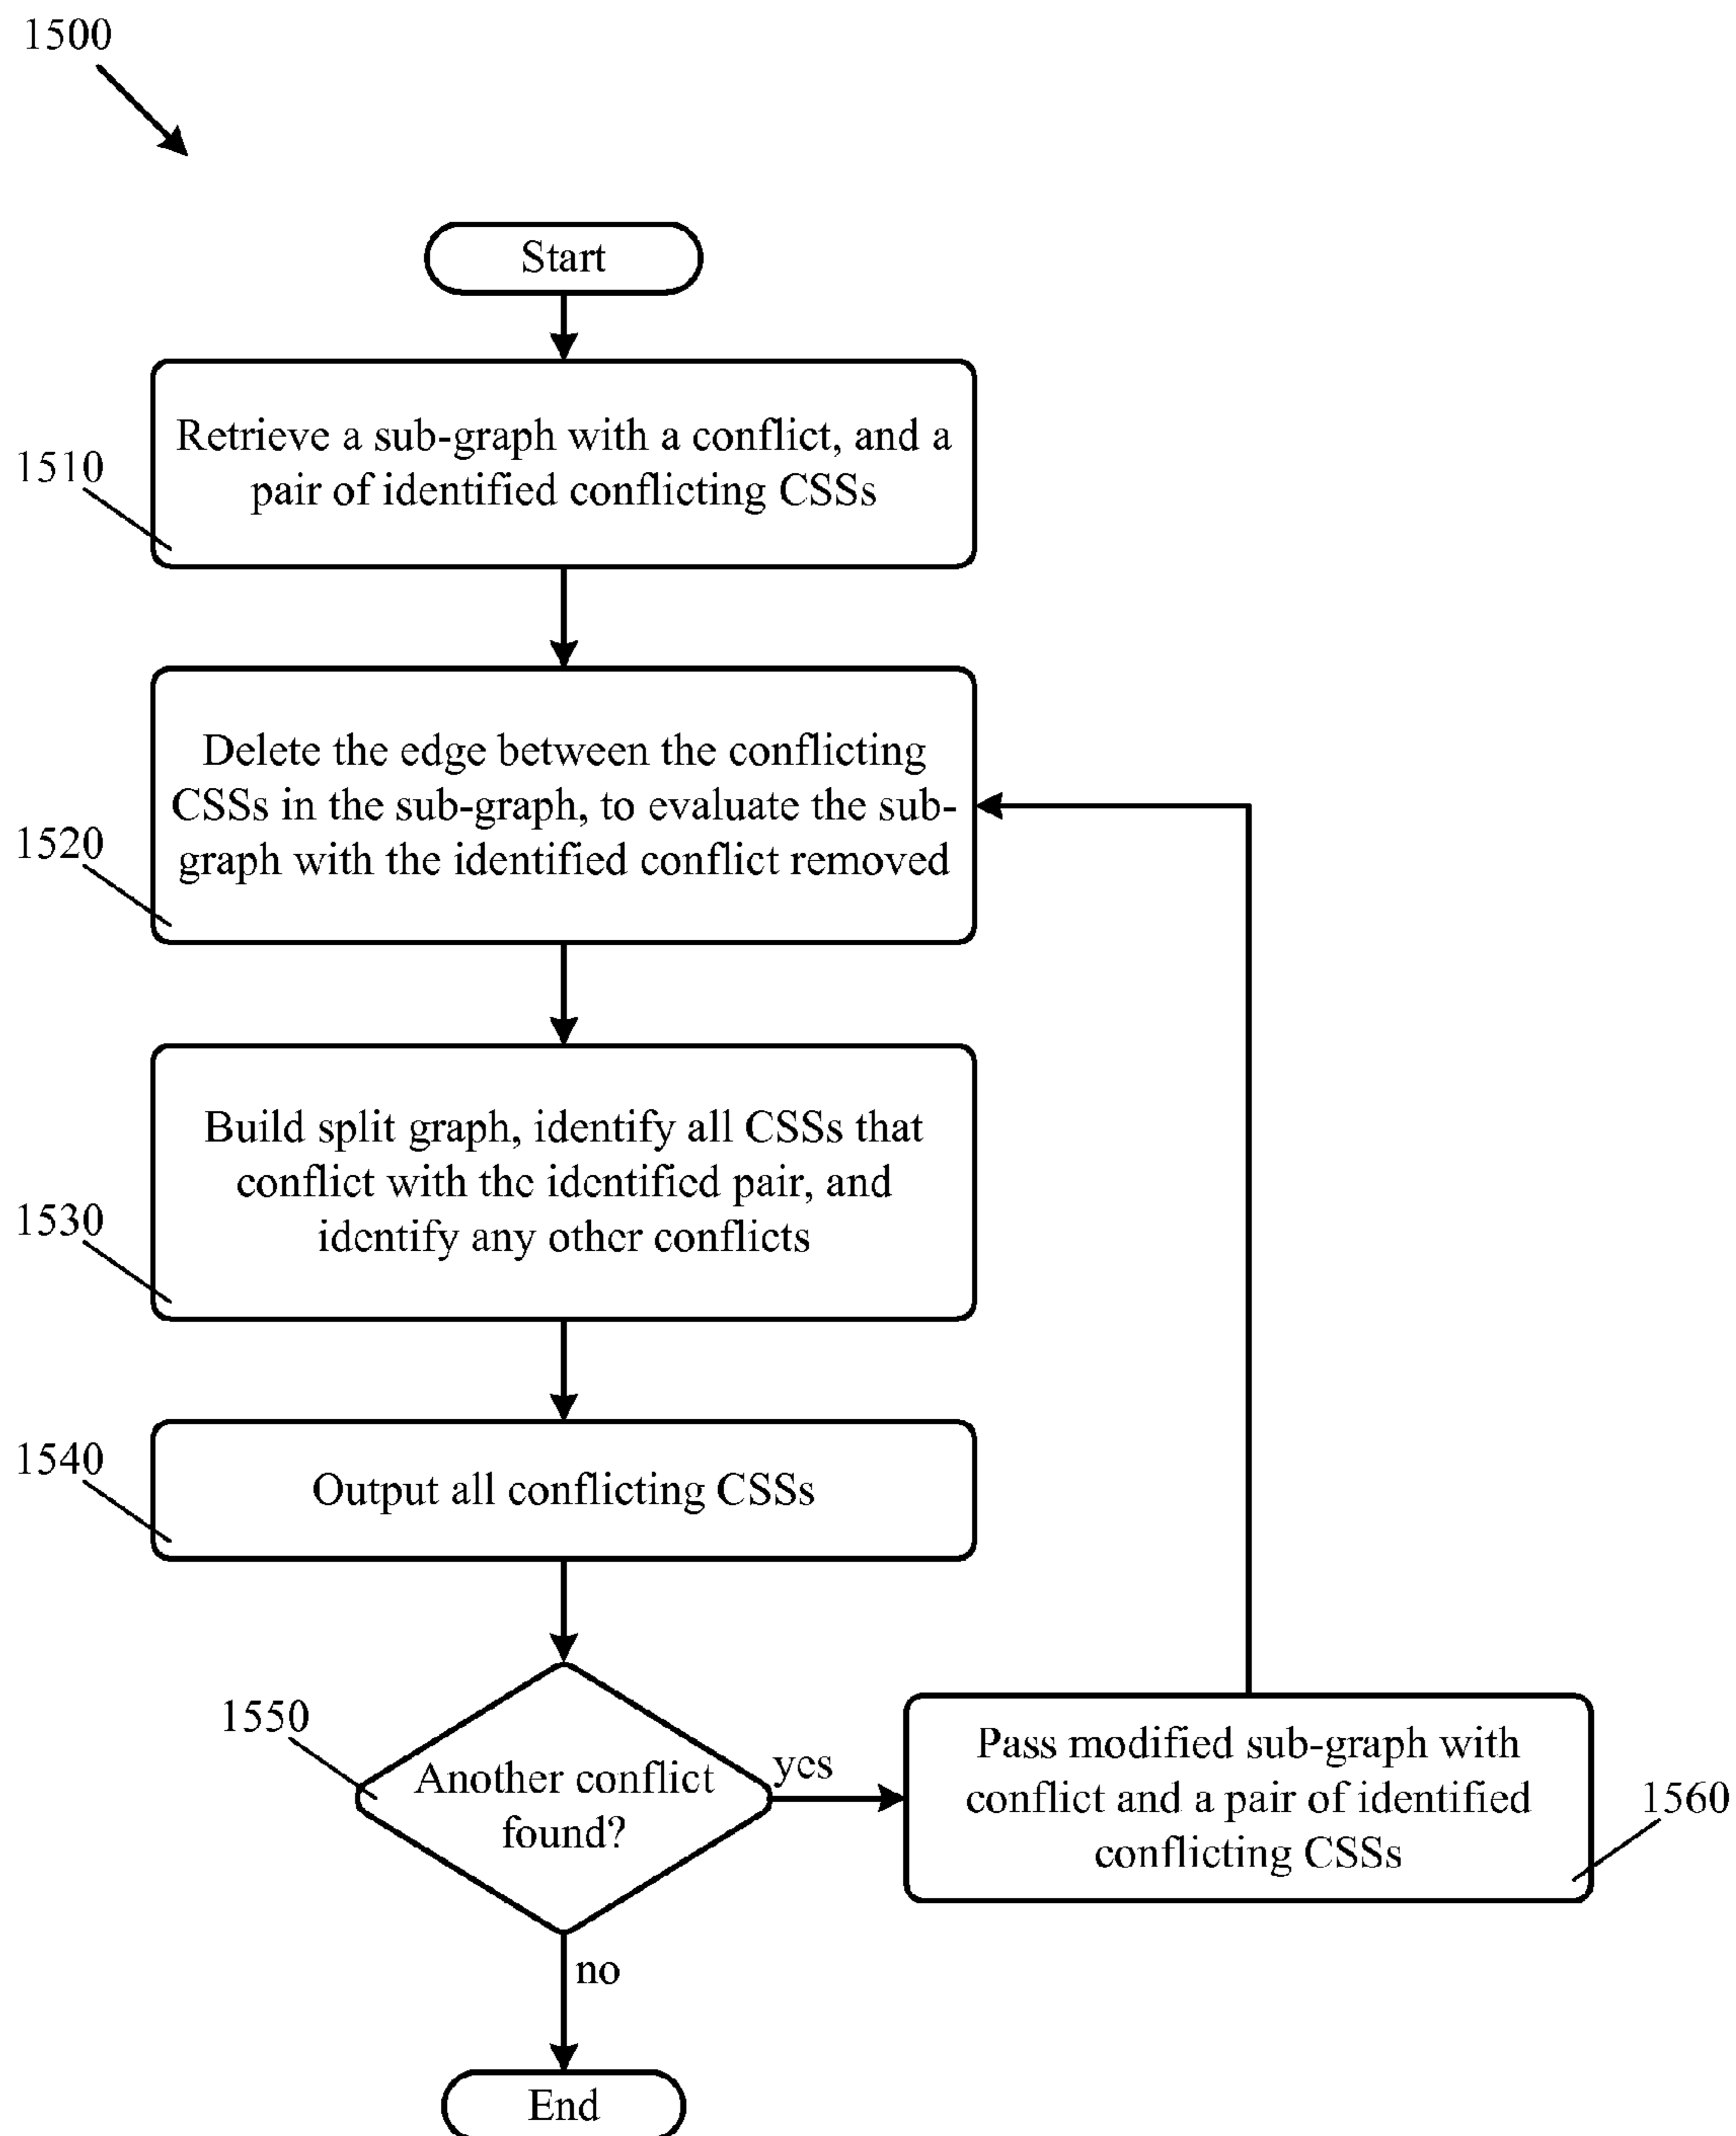 1500
Start
1510
Retrieve a sub-graph with a conflict, and a
pair of identified conflicting CSSs
1520
Delete the edge between the conflicting
CSSs in the sub-graph, to evaluate the sub-
graph with the identified conflict removed
1530
Build split graph, identify all CSSs that
conflict with the identified pair, and
identify any other conflicts
1540
Output all conflicting CSSs
1550
Another conflict
found?
yes
Pass modified sub-graph with
conflict and a pair of identified
conflicting CSSs
1560
no
End